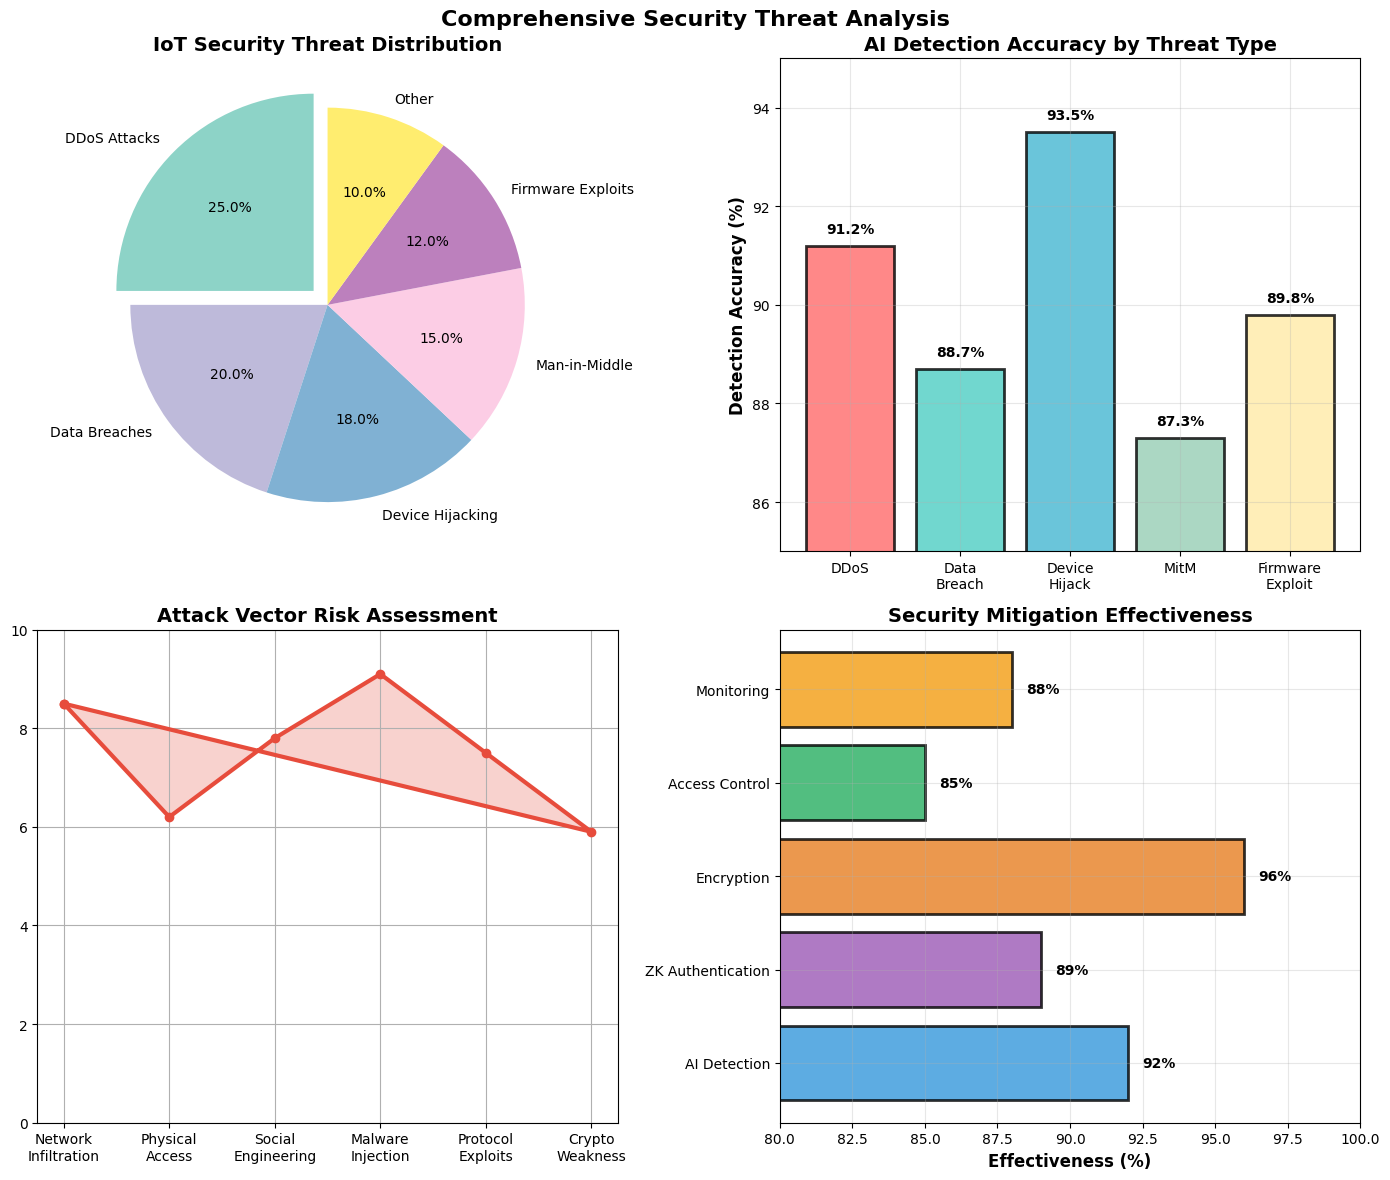 Comprehensive Security Threat Analysis
IoT Security Threat Distribution
Other
DDoS Attacks
Firmware Exploits
25.0%
10.0%
12.0%
15.0%
Man-in-Middle
20.0%
18.0%
Data Breaches
Device Hijacking
AI Detection Accuracy by Threat Type
Detection Accuracy (%)
94
92
90
88
86
91.2%
88.7%
93.5%
87.3%
89.8%
DDoS
Data
Breach
Device
Hijack
MitM
Firmware
Exploit
Attack Vector Risk Assessment
10
8
6
4
2
0
Network
Infiltration
Physical
Access
Social
Engineering
Malware
Injection
Protocol
Exploits
Crypto
Weakness
Security Mitigation Effectiveness
Monitoring
88%
Access Control
85%
Encryption
96%
ZK Authentication
89%
AI Detection
92%
80.0 82.5 85.0 87.5 90.0 92.5 95.0 97.5 100.0
Effectiveness (%)